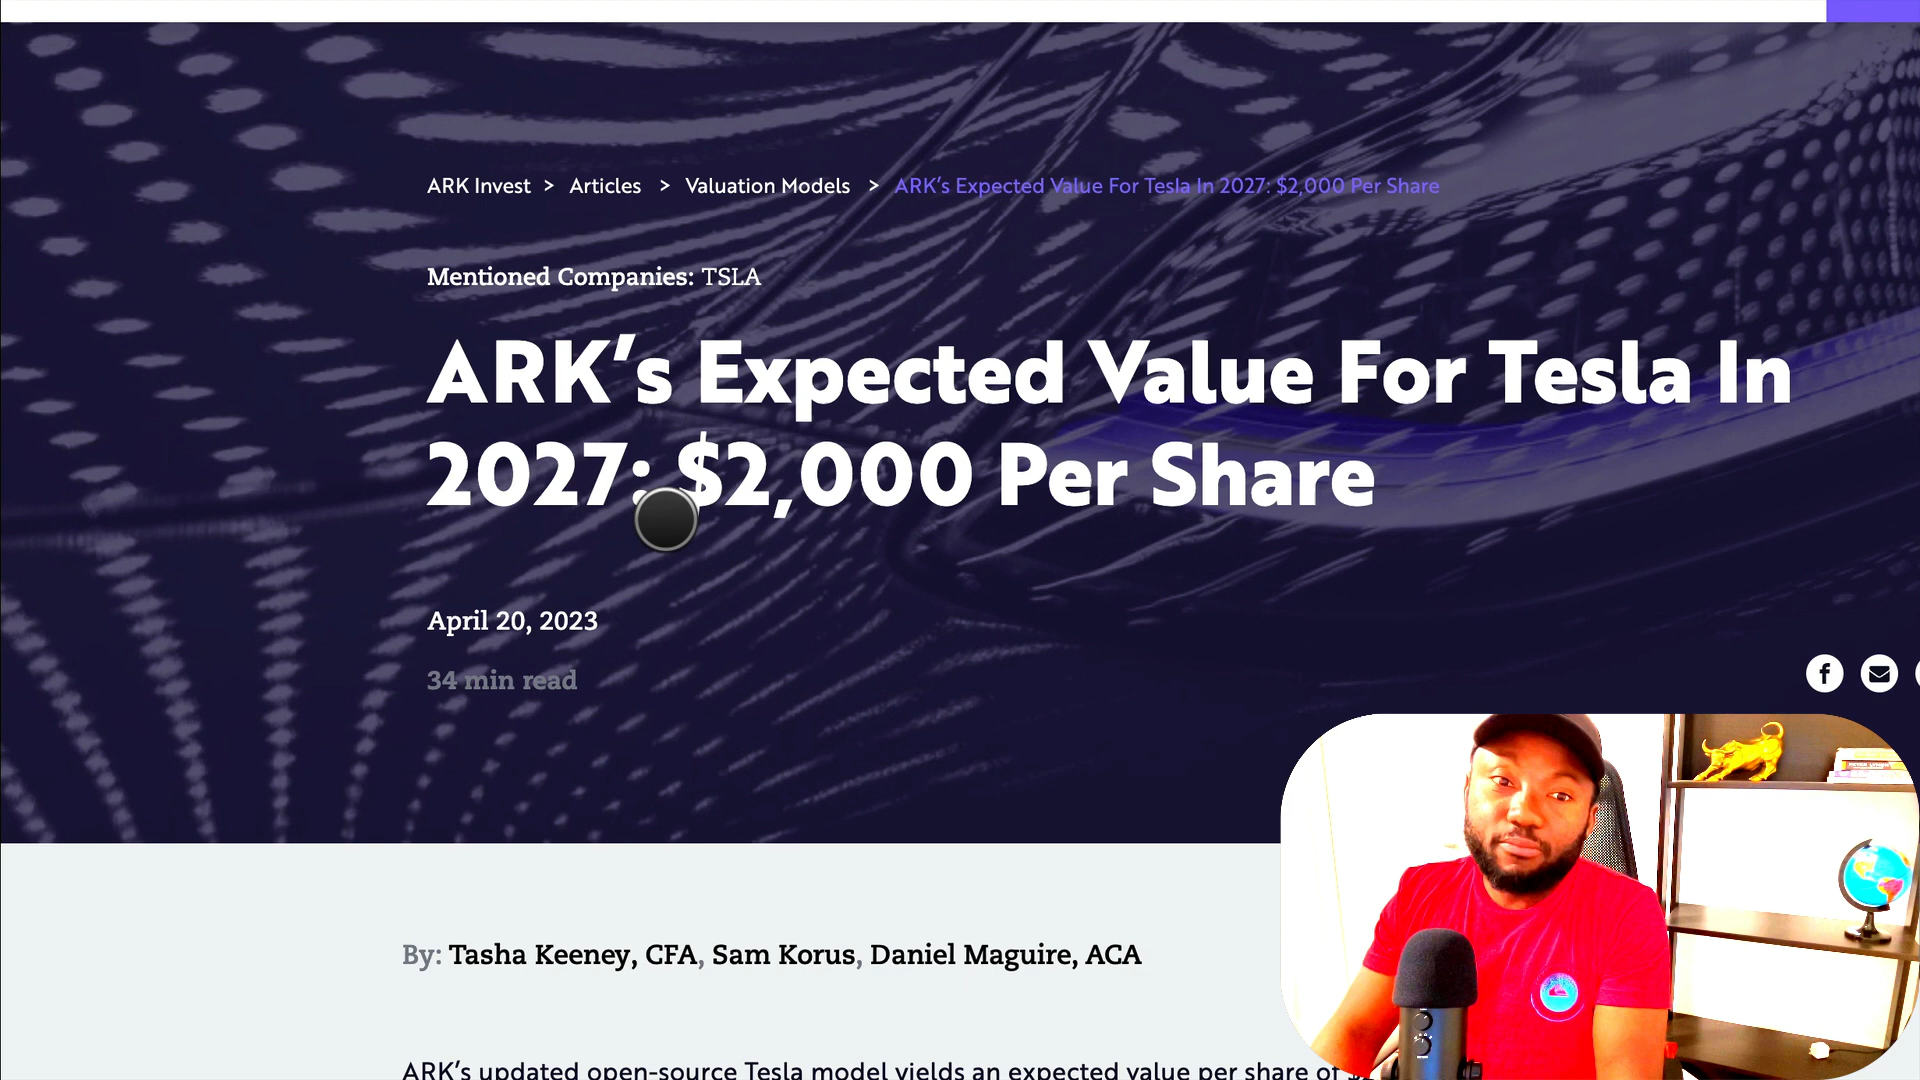 ARK Invest > Articles > Valuation Models > ARK's Expected Value For Tesla In 2027: $2,000 Per Share
Mentioned Companies: TSLA
ARK's Expected Value For Tesla In
2027: $2,000 Per Share
April 20, 2023
34 min read
By: Tasha Keeney, CFA, Sam Korus, Daniel Maguire, ACA
ARK's updated open-source Tesla model yields an expected value per share of